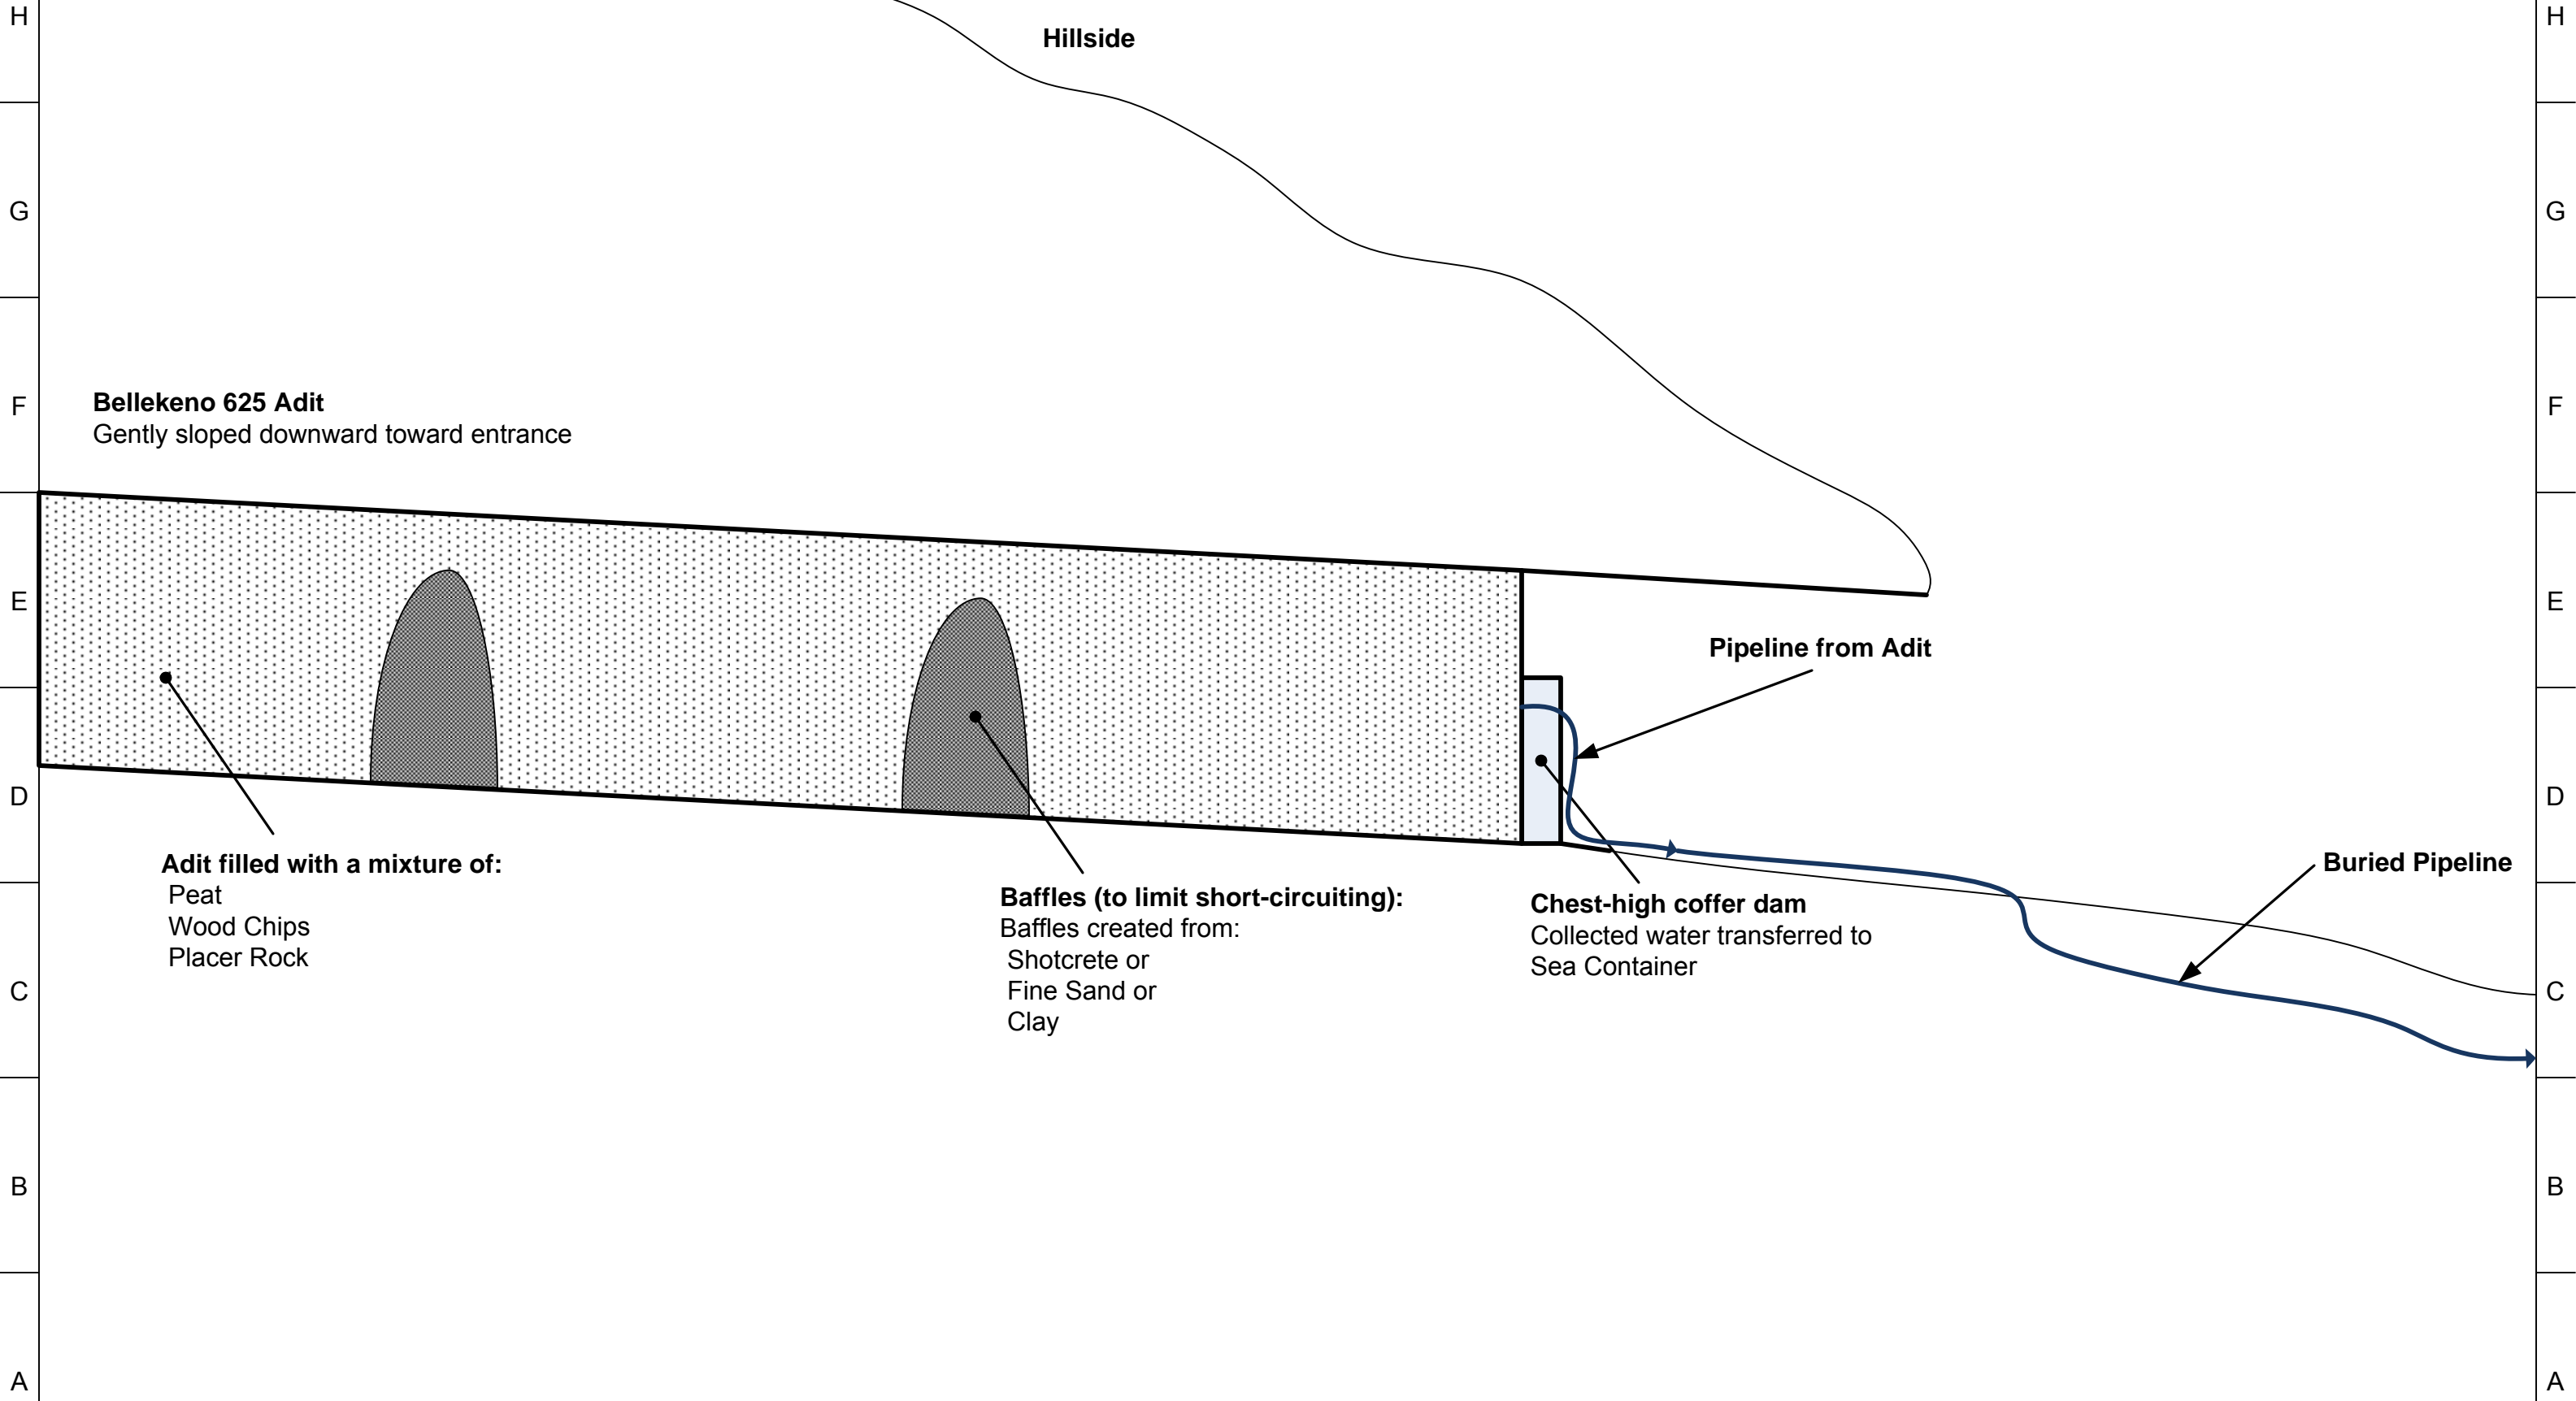 H
H
Hillside
G
G
F
F
Bellekeno 625 Adit
Gently sloped downward toward entrance
E
E
Pipeline from Adit
D
D
Adit filled with a mixture of:
Peat
Wood Chips
Placer Rock
Baffles (to limit short-circuiting):
Baffles created from:
Shotcrete or
Fine Sand or
Clay
Chest-high coffer dam
Collected water transferred to
Sea Container
Buried Pipeline
C
C
B
B
A
A